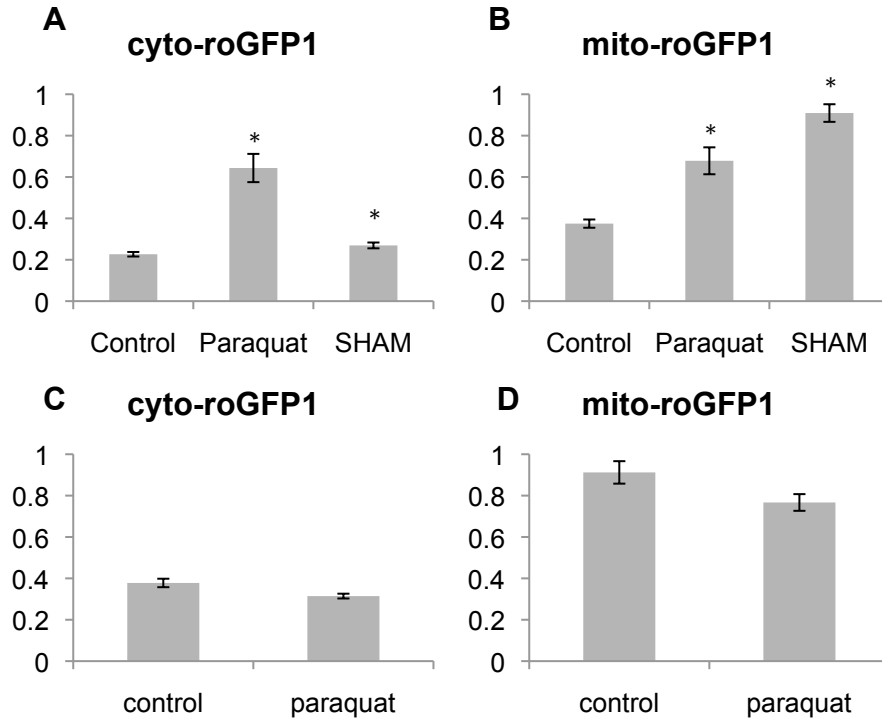 A
cyto-roGFP1
1
0.8
0.6
0.4
0.2
0
*
*
Control Paraquat SHAM
B
mito-roGFP1
1
0.8
0.6
0.4
0.2
0
*
*
Control Paraquat SHAM
C
cyto-roGFP1
1
0.8
0.6
0.4
0.2
0
control paraquat
D
mito-roGFP1
1
0.8
0.6
0.4
0.2
0
control paraquat